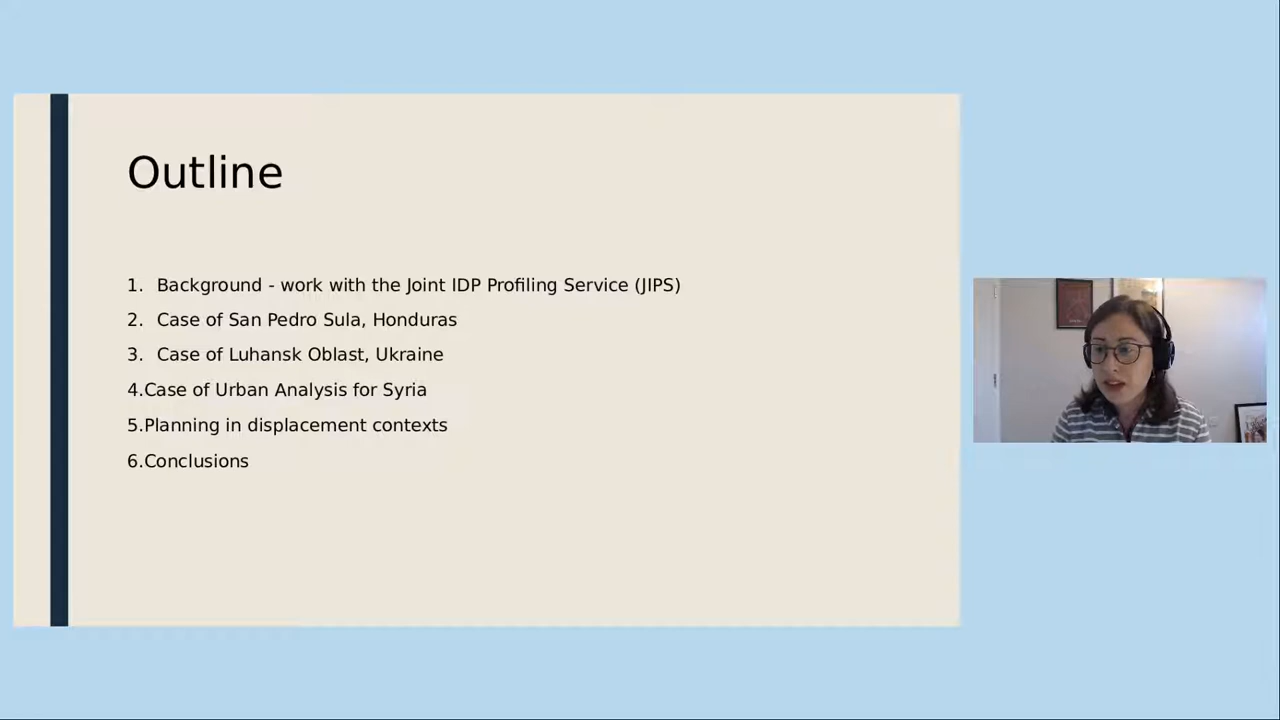 Outline
1. Background - work with the Joint IDP Profiling Service (JIPS)
2. Case of San Pedro Sula, Honduras
3. Case of Luhansk Oblast, Ukraine
4.Case of Urban Analysis for Syria
5.Planning in displacement contexts
6.Conclusions